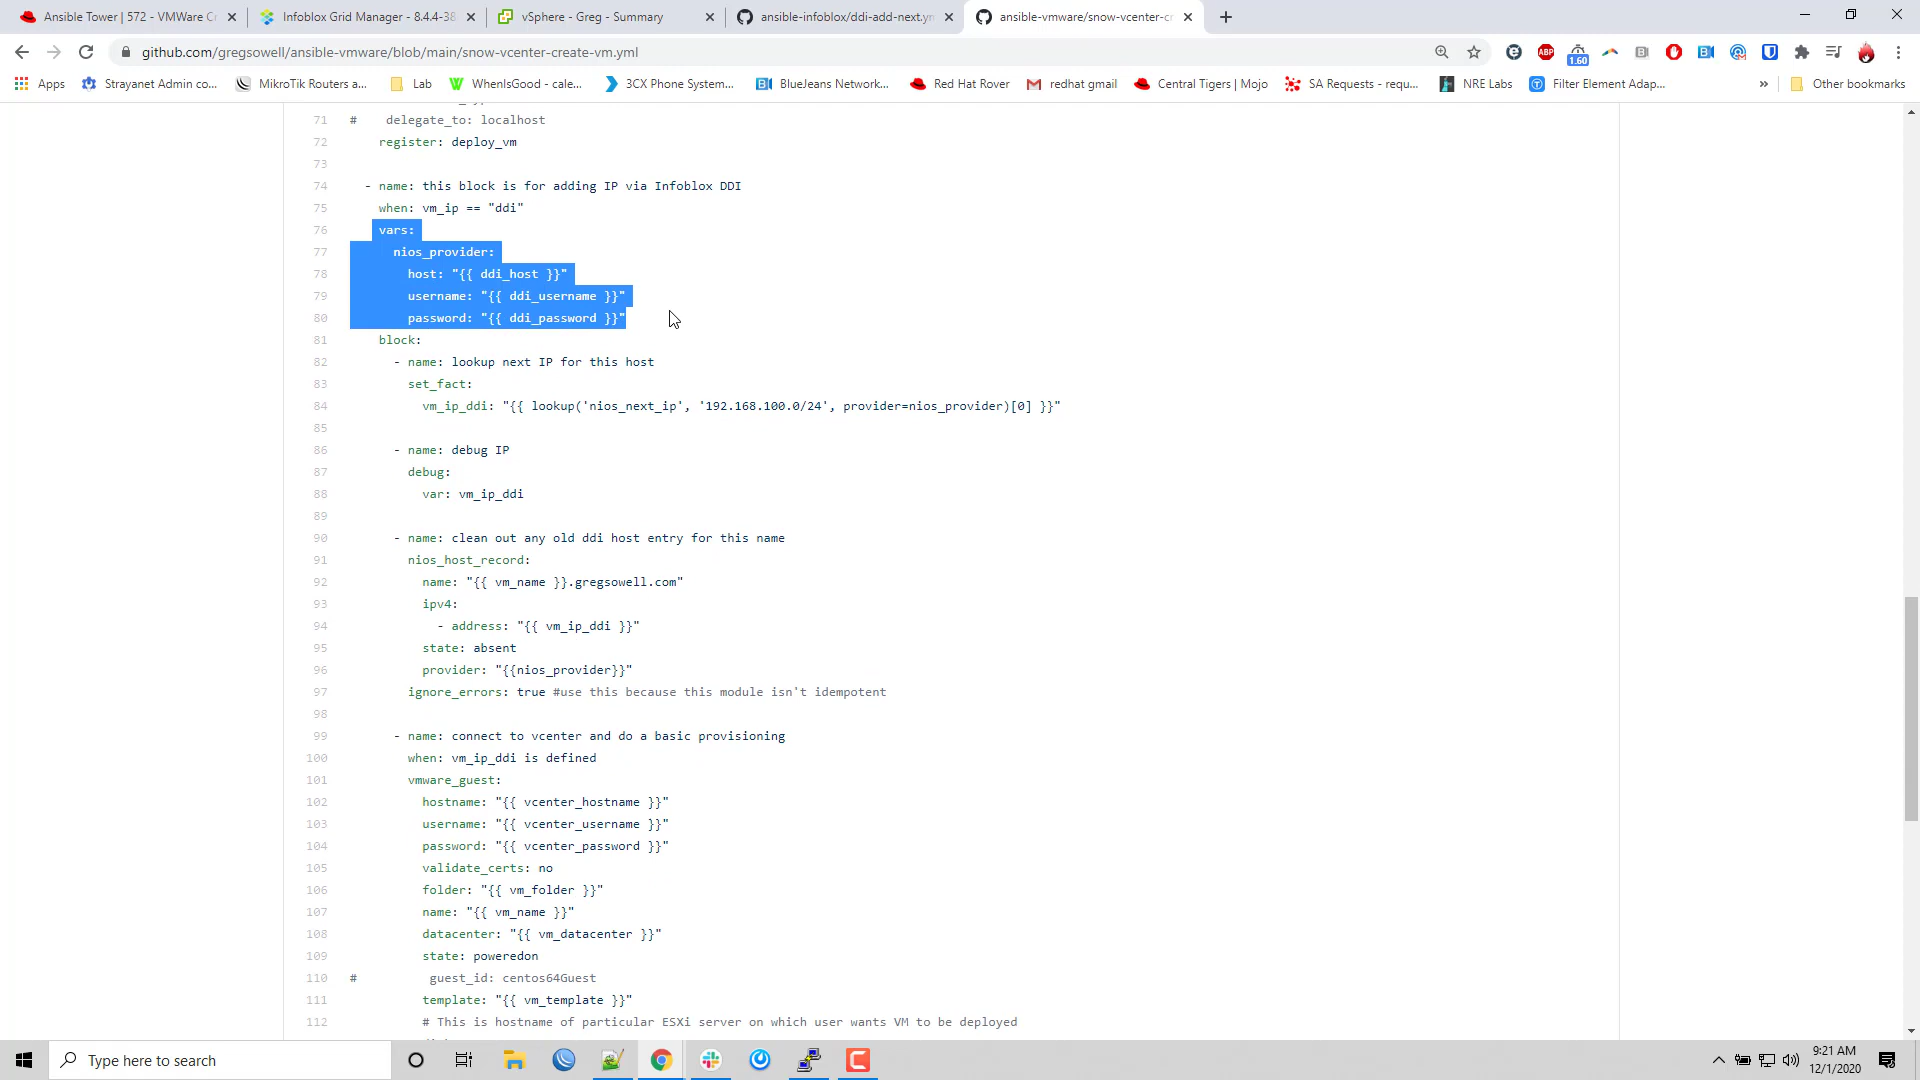 Ansible Tower | 572 - VMWare Cr
Infoblox Grid Manager - 8.4.4-38
vSphere - Greg - Summary
ansible-infoblox/ddi-add-next.ym
ansible-vmware/snow-vcenter-cr
github.com/gregsowell/ansible-vmware/blob/main/snow-vcenter-create-vm.yml
ABP
1.60
Apps
Strayanet Admin co...
MikroTik Routers a...
Lab
WhenIsGood - cale...
3CX Phone System...
BlueJeans Network...
Red Hat Rover
redhat gmail
Central Tigers | Mojo
SA Requests - requ...
NRE Labs
Filter Element Adap...
»
Other bookmarks
71 # delegate_to: localhost
72 register: deploy_vm
73
74 - name: this block is for adding IP via Infoblox DDI
75 when: vm_ip == "ddi"
76 vars:
77 nios_provider:
78 host: "{{ ddi_host }}"
79 username: "{{ ddi_username }}"
80 password: "{{ ddi_password }}"
81 block:
82 - name: lookup next IP for this host
83 set_fact:
84 vm_ip_ddi: "{{ lookup('nios_next_ip', '192.168.100.0/24', provider=nios_provider)[0] }}"
85
86 - name: debug IP
87 debug:
88 var: vm_ip_ddi
89
90 - name: clean out any old ddi host entry for this name
91 nios_host_record:
92 name: "{{ vm_name }}.gregsowell.com"
93 ipv4:
94 - address: "{{ vm_ip_ddi }}"
95 state: absent
96 provider: "{{nios_provider}}"
97 ignore_errors: true #use this because this module isn't idempotent
98
99 - name: connect to vcenter and do a basic provisioning
100 when: vm_ip_ddi is defined
101 vmware_guest:
102 hostname: "{{ vcenter_hostname }}"
103 username: "{{ vcenter_username }}"
104 password: "{{ vcenter_password }}"
105 validate_certs: no
106 folder: "{{ vm_folder }}"
107 name: "{{ vm_name }}"
108 datacenter: "{{ vm_datacenter }}"
109 state: poweredon
110 # guest_id: centos64Guest
111 template: "{{ vm_template }}"
112 # This is hostname of particular ESXi server on which user wants VM to be deployed
Type here to search
9:21 AM
12/1/2020